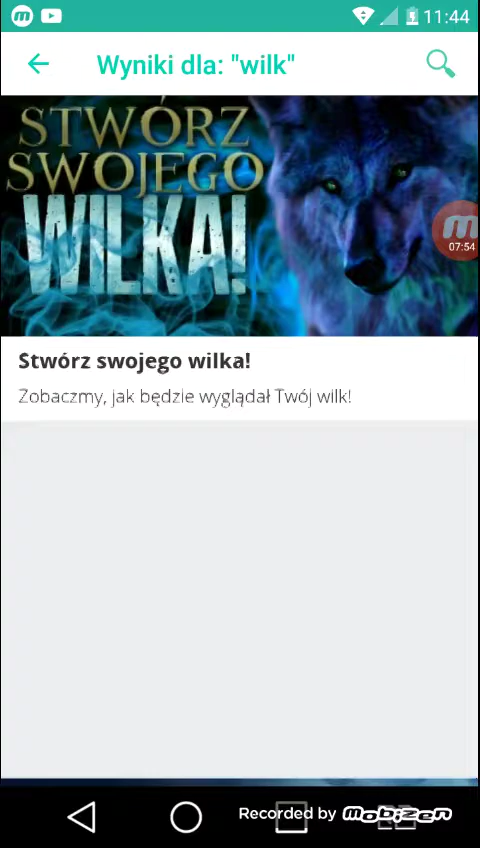 11:44
Wyniki dla: "wilk"
STWÓRZ
SWOJEGO
WILKA!
07:54
Stwórz swojego wilka!
Zobaczmy, jak będzie wyglądał Twój wilk!
Recorded by Mobizen